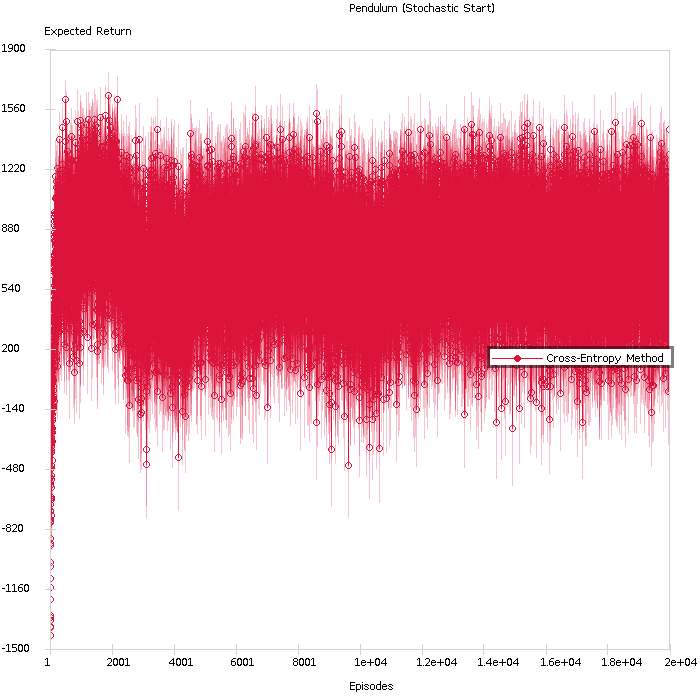 Pendulum (Stochastic Start)
Expected Return
1900
1560
1220
880
540
200
-140
-480
-820
-1160
-1500
Cross-Entropy Method
1 2001 4001 6001 8001 1e+04 1.2e+04 1.4e+04 1.6e+04 1.8e+04 2e+04
Episodes